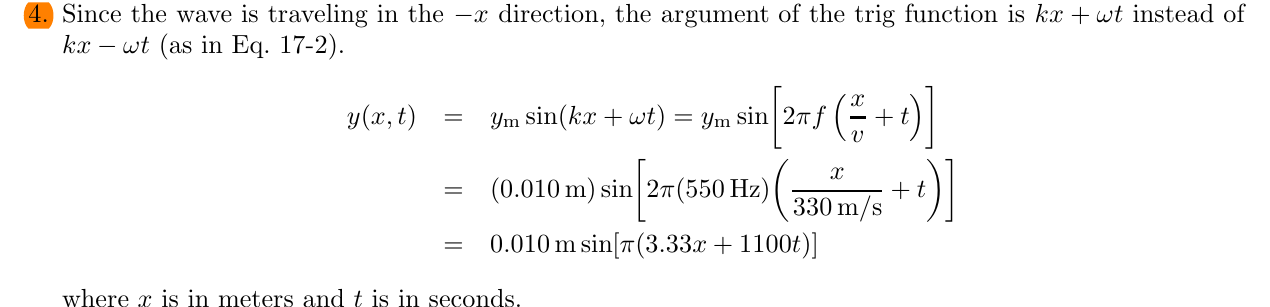 4. Since the wave is traveling in the −x direction, the argument of the trig function is kx + ωt instead of
kx − ωt (as in Eq. 17-2).
y(x, t) = y_m sin(kx + ωt) = y_m sin[2πf (x/v + t)]
= (0.010 m) sin[2π(550 Hz)(x/330 m/s + t)]
= 0.010 m sin[π(3.33x + 1100t)]
where x is in meters and t is in seconds.